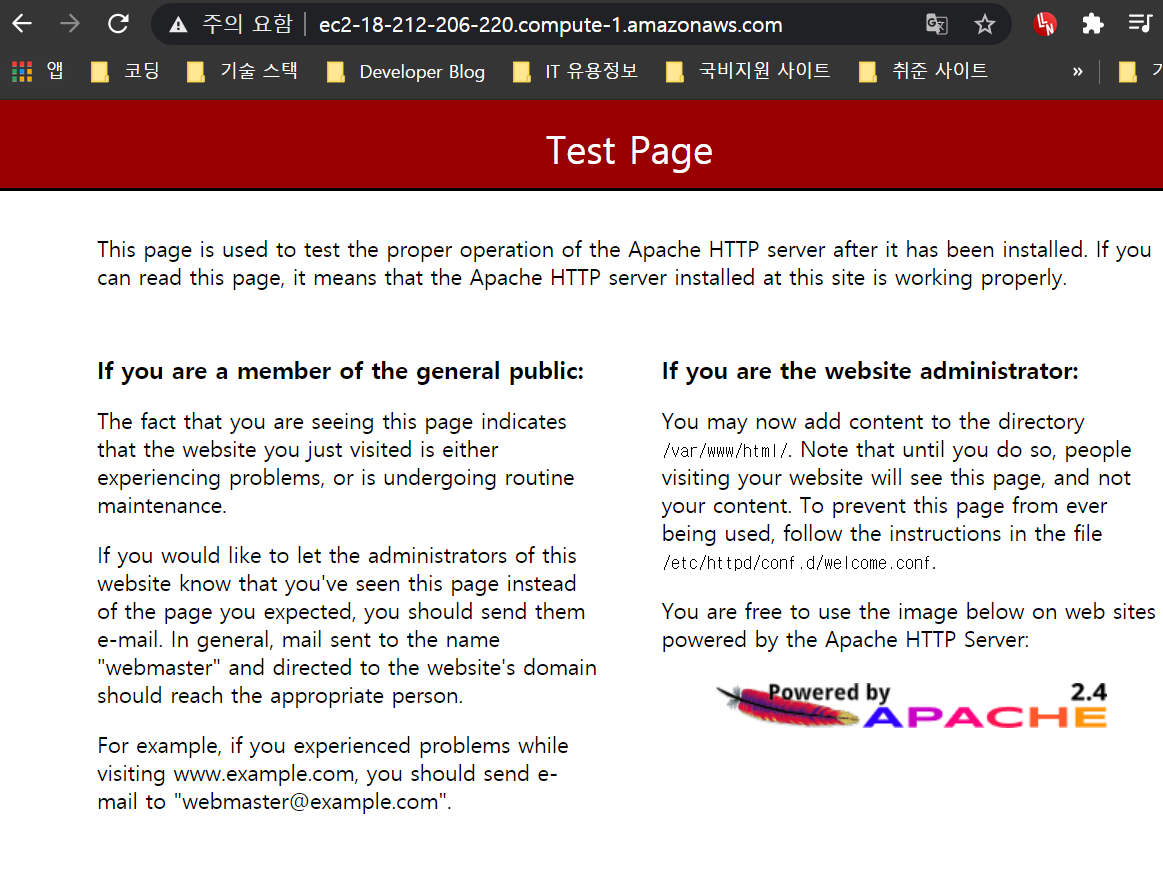 주의 요함 ec2-18-212-206-220.compute-1.amazonaws.com
앱 코딩 기술 스택 Developer Blog IT 유용정보 국비지원 사이트 취준 사이트 »
Test Page
This page is used to test the proper operation of the Apache HTTP server after it has been installed. If you
can read this page, it means that the Apache HTTP server installed at this site is working properly.
If you are a member of the general public:
The fact that you are seeing this page indicates
that the website you just visited is either
experiencing problems, or is undergoing routine
maintenance.
If you would like to let the administrators of this
website know that you've seen this page instead
of the page you expected, you should send them
e-mail. In general, mail sent to the name
"webmaster" and directed to the website's domain
should reach the appropriate person.
For example, if you experienced problems while
visiting www.example.com, you should send e-
mail to "webmaster@example.com".
If you are the website administrator:
You may now add content to the directory
/var/www/html/. Note that until you do so, people
visiting your website will see this page, and not
your content. To prevent this page from ever
being used, follow the instructions in the file
/etc/httpd/conf.d/welcome.conf.
You are free to use the image below on web sites
powered by the Apache HTTP Server:
Powered by 2.4
APACHE